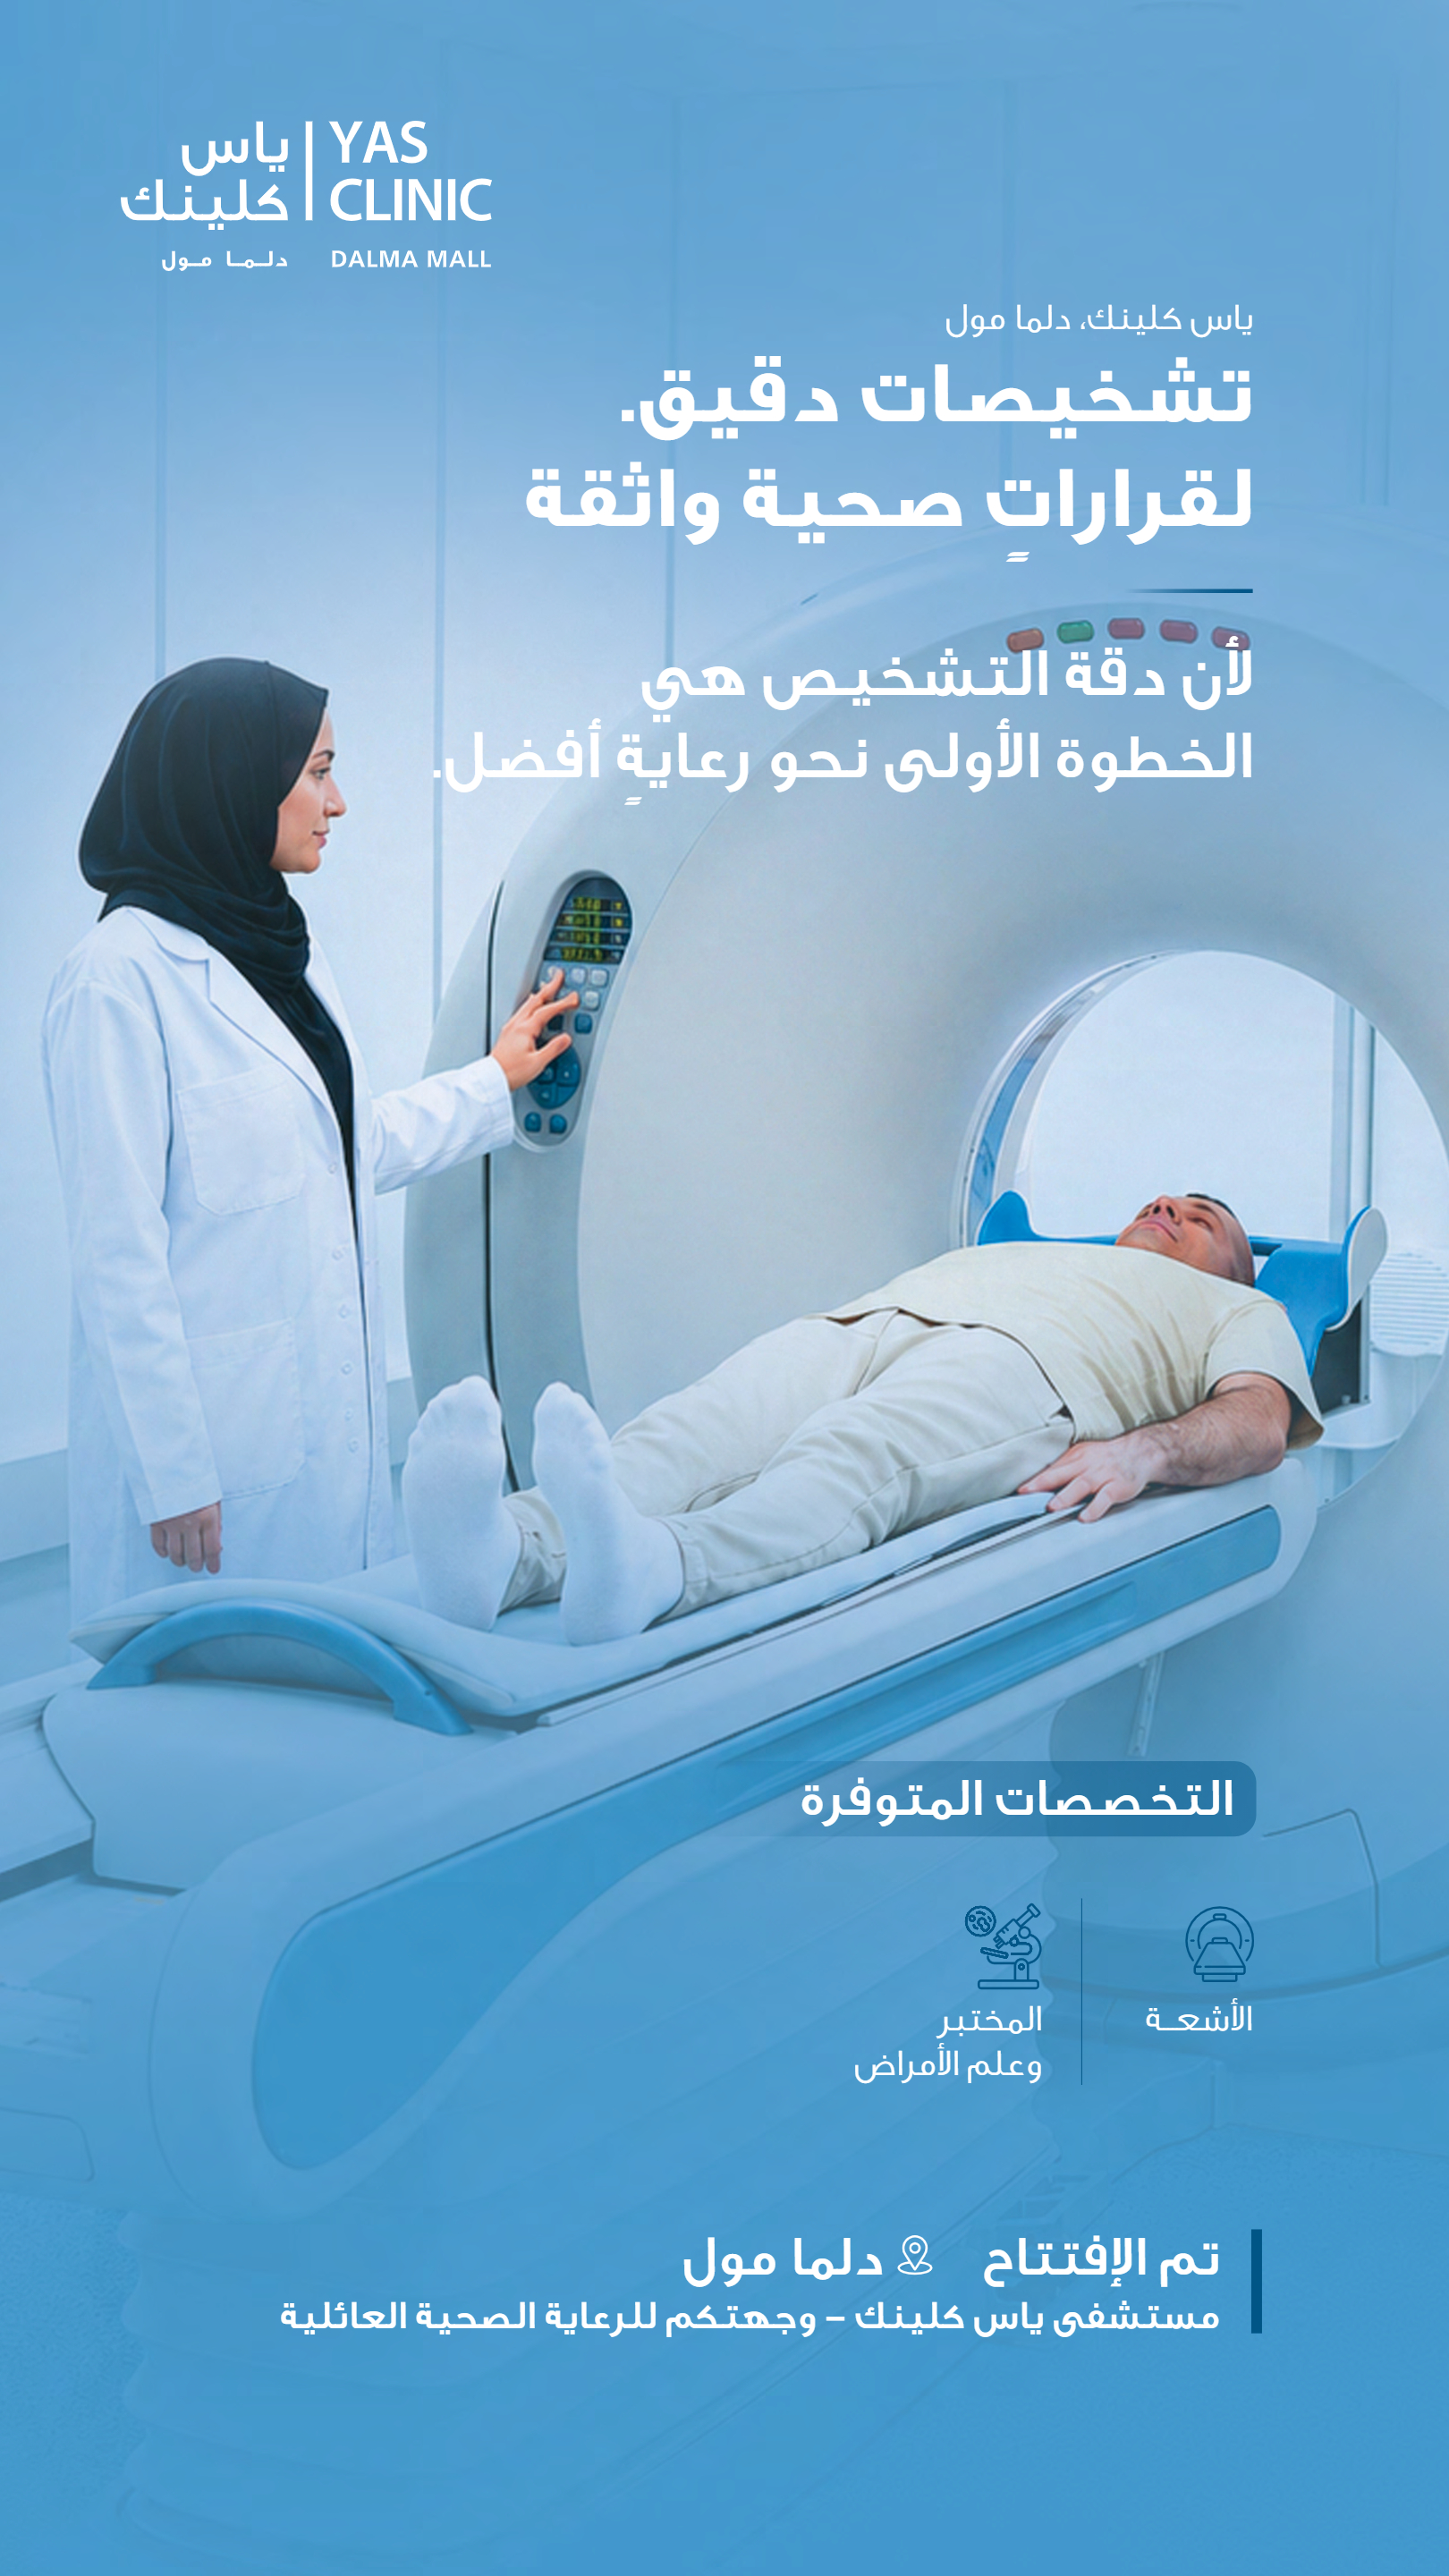 ياس كلينك
YAS CLINIC
دلما مول
DALMA MALL
ياس كلينك، دلما مول
تشخيصات دقيق.
لقراراتٍ صحية واثقة
لأن دقة التشخيص هي
الخطوة الأولى نحو رعايةٍ أفضل.
التخصصات المتوفرة
الأشعـة
المختبر
وعلم الأمراض
تم الإفتتاح دلما مول
مستشفى ياس كلينك – وجهتكم للرعاية الصحية العائلية